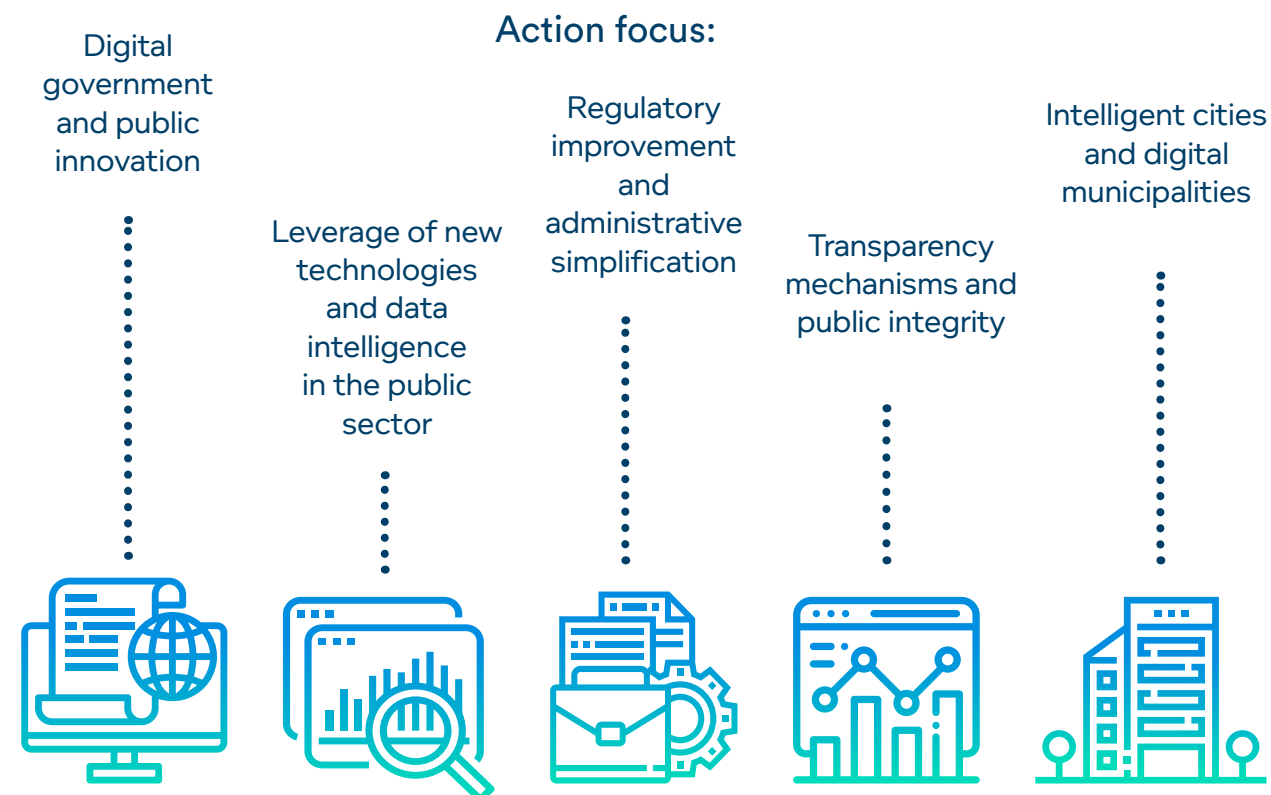 Action focus:
Digital
government
and public
innovation
Leverage of new
technologies
and data
intelligence
in the public
sector
Regulatory
improvement
and
administrative
simplification
Transparency
mechanisms and
public integrity
Intelligent cities
and digital
municipalities